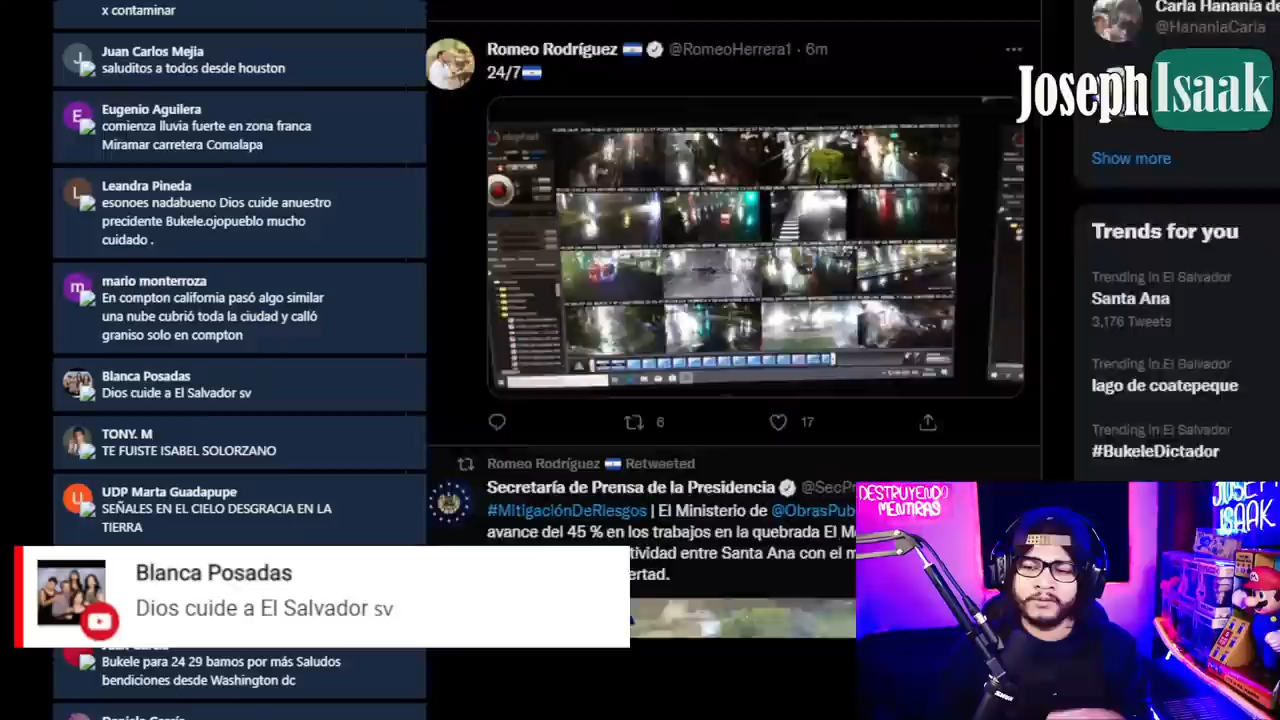 x contaminar
Juan Carlos Mejia
saluditos a todos desde houston
Eugenio Aguilera
comienza lluvia fuerte en zona franca
Miramar carretera Comalapa
Leandra Pineda
esonoes nadabueno Dios cuide anuestro
precidente Bukele.ojopueblo mucho
cuidado .
mario monterroza
En compton california pasó algo similar
una nube cubrió toda la ciudad y calló
graniso solo en compton
Blanca Posadas
Dios cuide a El Salvador sv
TONY. M
TE FUISTE ISABEL SOLORZANO
UDP Marta Guadapupe
SEÑALES EN EL CIELO DESGRACIA EN LA
TIERRA
Blanca Posadas
Dios cuide a El Salvador sv
Bukele para 24 29 bamos por más Saludos
bendiciones desde Washington dc
Romeo Rodríguez @RomeoHerrera1 · 6m
24/7
6 17
Romeo Rodríguez Retweeted
Secretaría de Prensa de la Presidencia
#MitigaciónDeRiesgos | El Ministerio de @ObrasPub
avance del 45 % en los trabajos en la quebrada El M
tividad entre Santa Ana con el m
ertad.
Carla Hananía de
@HananiaCarla
Joseph Isaak
Show more
Trends for you
Trending in El Salvador
Santa Ana
3,176 Tweets
Trending in El Salvador
lago de coatepeque
Trending in El Salvador
#BukeleDictador
DESTRUYENDO
MENTIRAS
JOSEPH
ISAAK